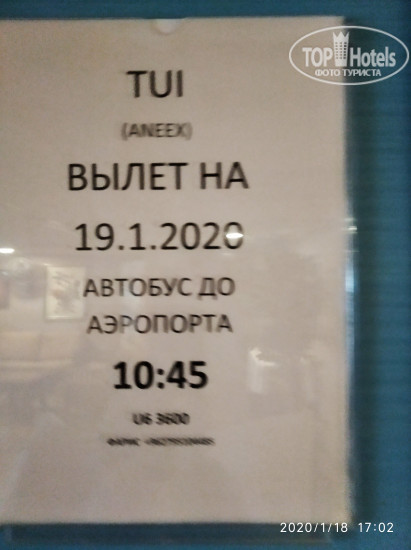 TOP Hotels
ФОТО ТУРИСТА
TUI
(ANEEX)
ВЫЛЕТ НА
19.1.2020
АВТОБУС ДО
АЭРОПОРТА
10:45
U6 3600
ФАРИС
2020/1/18 17:02